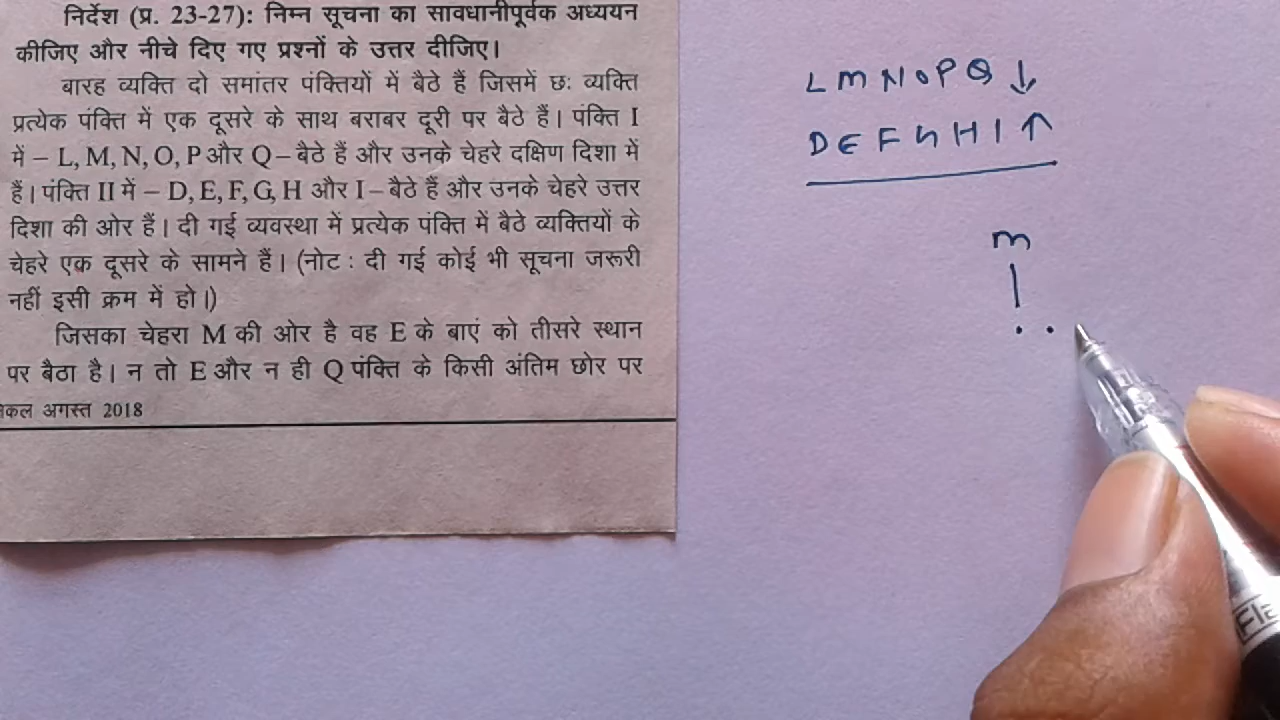 निर्देश (प्र. 23-27): निम्न सूचना का सावधानीपूर्वक अध्ययन
कीजिए और नीचे दिए गए प्रश्नों के उत्तर दीजिए।
बारह व्यक्ति दो समांतर पंक्तियों में बैठे हैं जिसमें छः व्यक्ति
प्रत्येक पंक्ति में एक दूसरे के साथ बराबर दूरी पर बैठे हैं। पंक्ति I
में – L, M, N, O, P और Q – बैठे हैं और उनके चेहरे दक्षिण दिशा में
हैं। पंक्ति II में – D, E, F, G, H और I – बैठे हैं और उनके चेहरे उत्तर
दिशा की ओर हैं। दी गई व्यवस्था में प्रत्येक पंक्ति में बैठे व्यक्तियों के
चेहरे एक दूसरे के सामने हैं। (नोट : दी गई कोई भी सूचना जरूरी
नहीं इसी क्रम में हो।)
जिसका चेहरा M की ओर है वह E के बाएं को तीसरे स्थान
पर बैठा है। न तो E और न ही Q पंक्ति के किसी अंतिम छोर पर
अगस्त 2018
L M N O P Q ↓
D E F G H I ↑
m